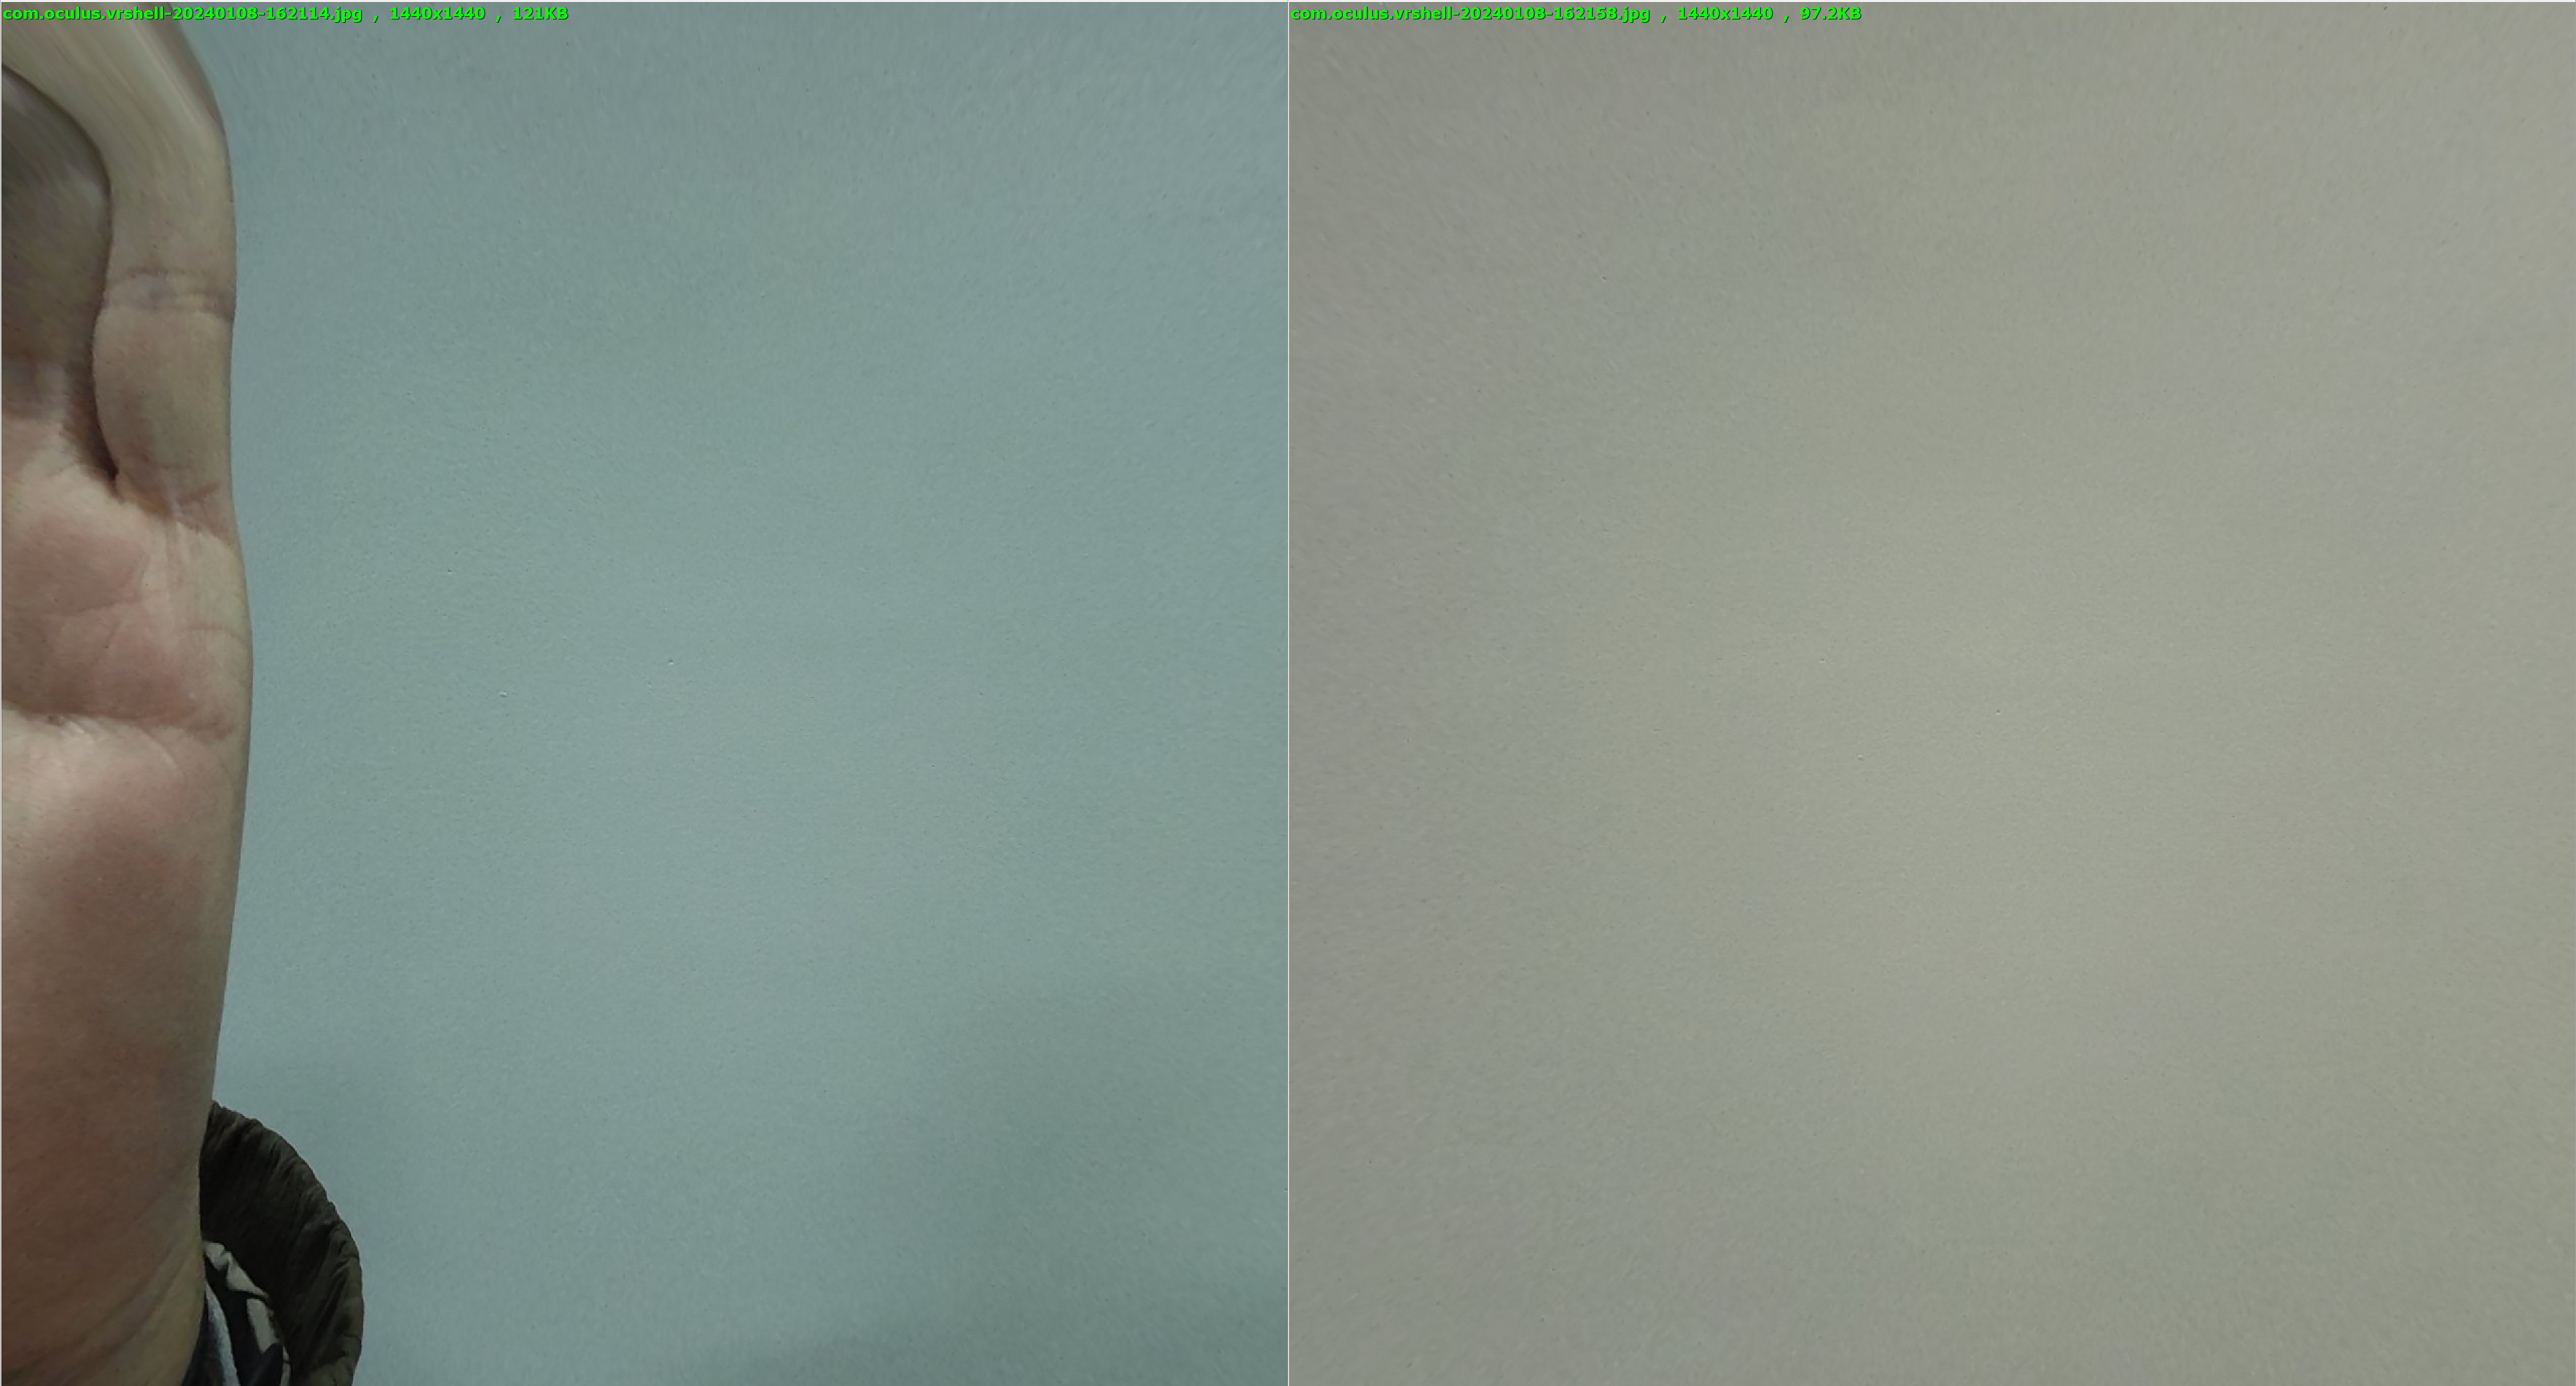 com.oculus.vrshell-20240108-162114.jpg , 1440x1440 , 121KB
com.oculus.vrshell-20240108-162158.jpg , 1440x1440 , 97.2KB